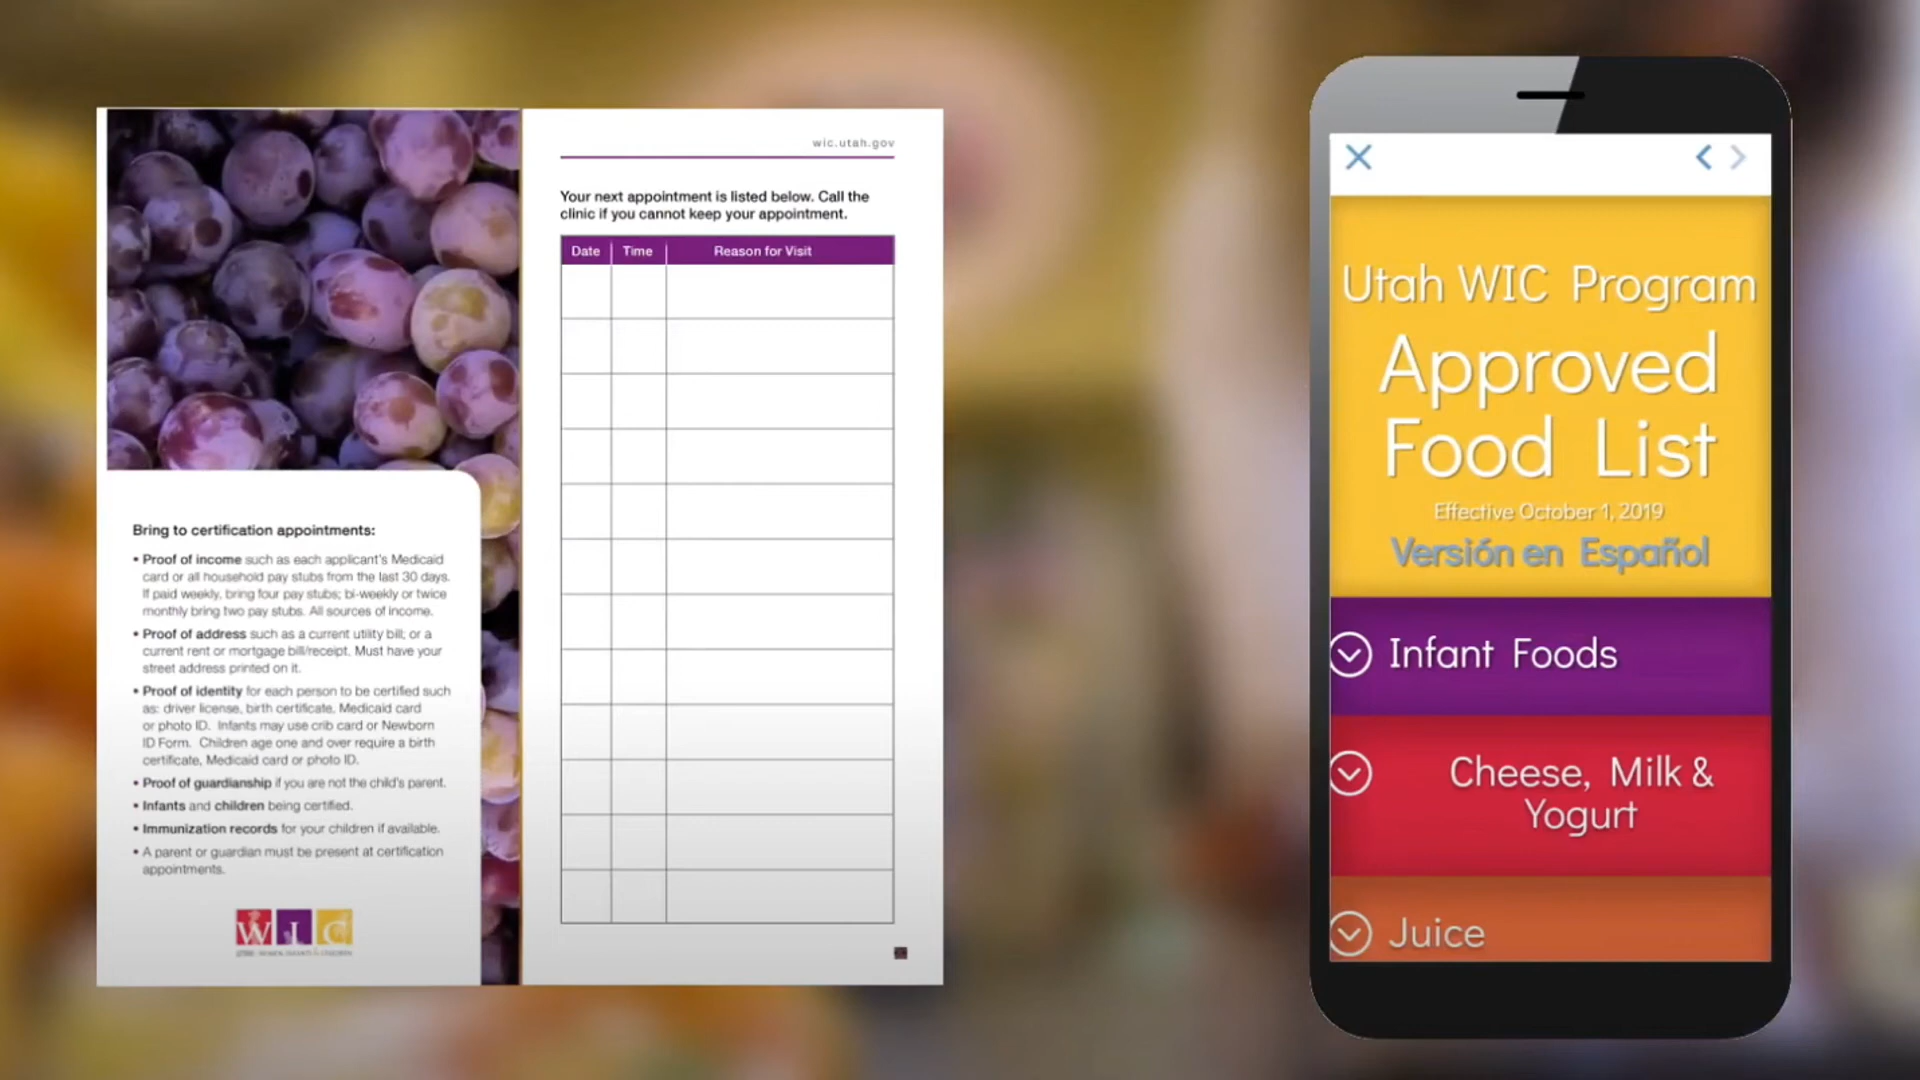 Bring to certification appointments:
• Proof of income such as each applicant's Medicaid
card or all household pay stubs from the last 30 days.
If paid weekly, bring four pay stubs; bi-weekly or twice
monthly bring two pay stubs. All sources of income.
• Proof of address such as a current utility bill, or a
current rent or mortgage bill/receipt. Must have your
street address printed on it.
• Proof of identity for each person to be certified such
as: driver license, birth certificate, Medicaid card
or photo ID. Infants may use crib card or Newborn
ID Form. Children age one and over require a birth
certificate, Medicaid card or photo ID.
• Proof of guardianship if you are not the child's parent.
• Infants and children being certified.
• Immunization records for your children if available.
• A parent or guardian must be present at certification
appointments.
WIC
wic.utah.gov
Your next appointment is listed below. Call the
clinic if you cannot keep your appointment.
Date Time Reason for Visit
Utah WIC Program
Approved
Food List
Effective October 1, 2019
Versión en Español
Infant Foods
Cheese, Milk &
Yogurt
Juice